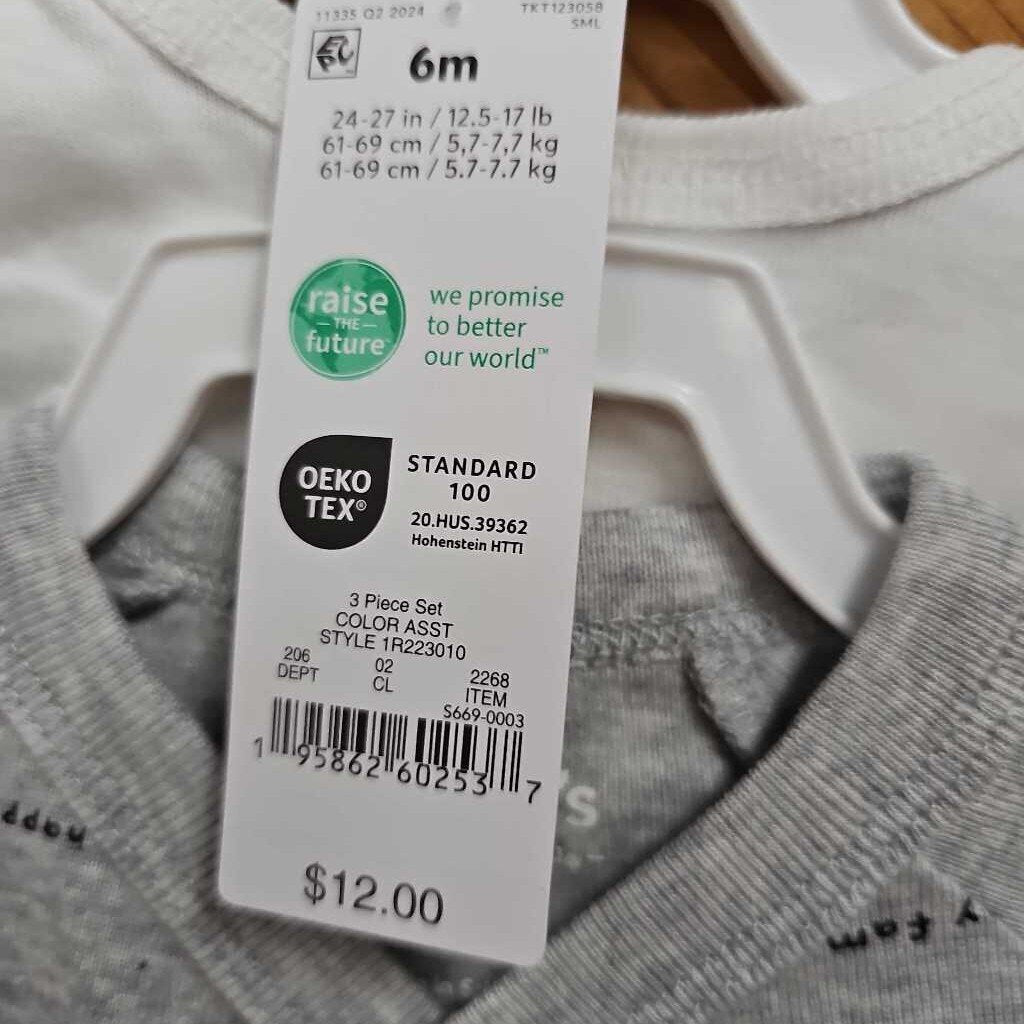 11335 Q2 2024
TKT123058
SML
EPC
6m
24-27 in / 12.5-17 lb
61-69 cm / 5,7-7,7 kg
61-69 cm / 5.7-7.7 kg
raise
THE
future
we promise
to better
our world™
OEKO
TEX®
STANDARD
100
20.HUS.39362
Hohenstein HTTI
3 Piece Set
COLOR ASST
STYLE 1R223010
206 02 2268
DEPT CL ITEM
S669-0003
1 95862 60253 7
$12.00
's
happ
y fam